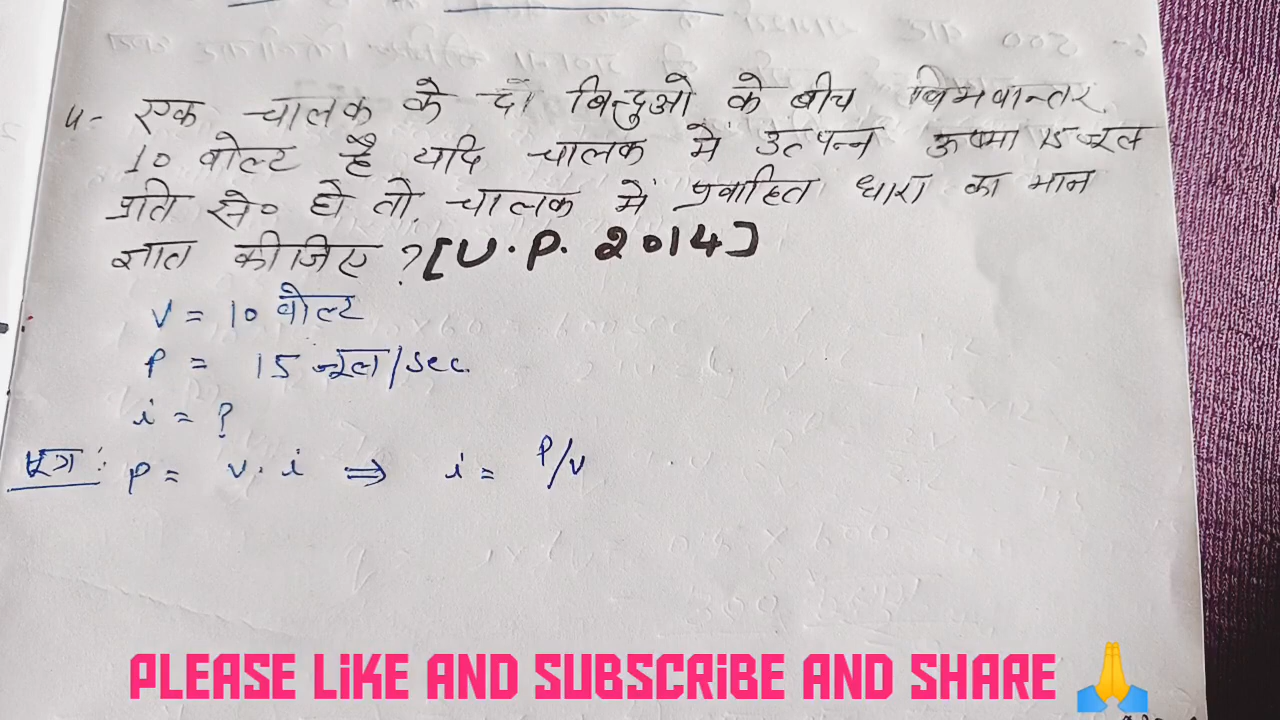 ५- एक चालक के दो बिन्दुओ के बीच विभवान्तर
10 वोल्ट है यदि चालक में उत्पन्न ऊष्मा 15 जूल
प्रति से० हो तो, चालक में प्रवाहित धारा का मान
ज्ञात कीजिए ? [U.P. 2014]
V = 10 वोल्ट
P = 15 जूल/sec.
i = ?
सूत्र : P = V. i ⇒ i = P/V
PLEASE LIKE AND SUBSCRIBE AND SHARE 🙏